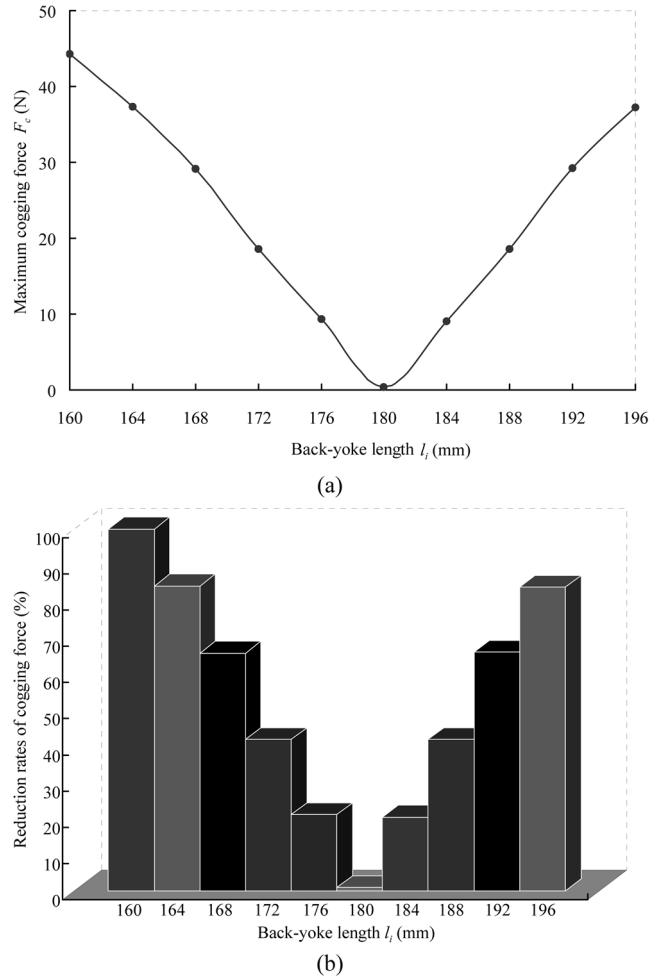 50
40
30
20
10
0
Maximum cogging force F_c (N)
160 164 168 172 176 180 184 188 192 196
Back-yoke length l_i (mm)
(a)
100
90
80
70
60
50
40
30
20
10
0
Reduction rates of cogging force (%)
160 164 168 172 176 180 184 188 192 196
Back-yoke length l_i (mm)
(b)